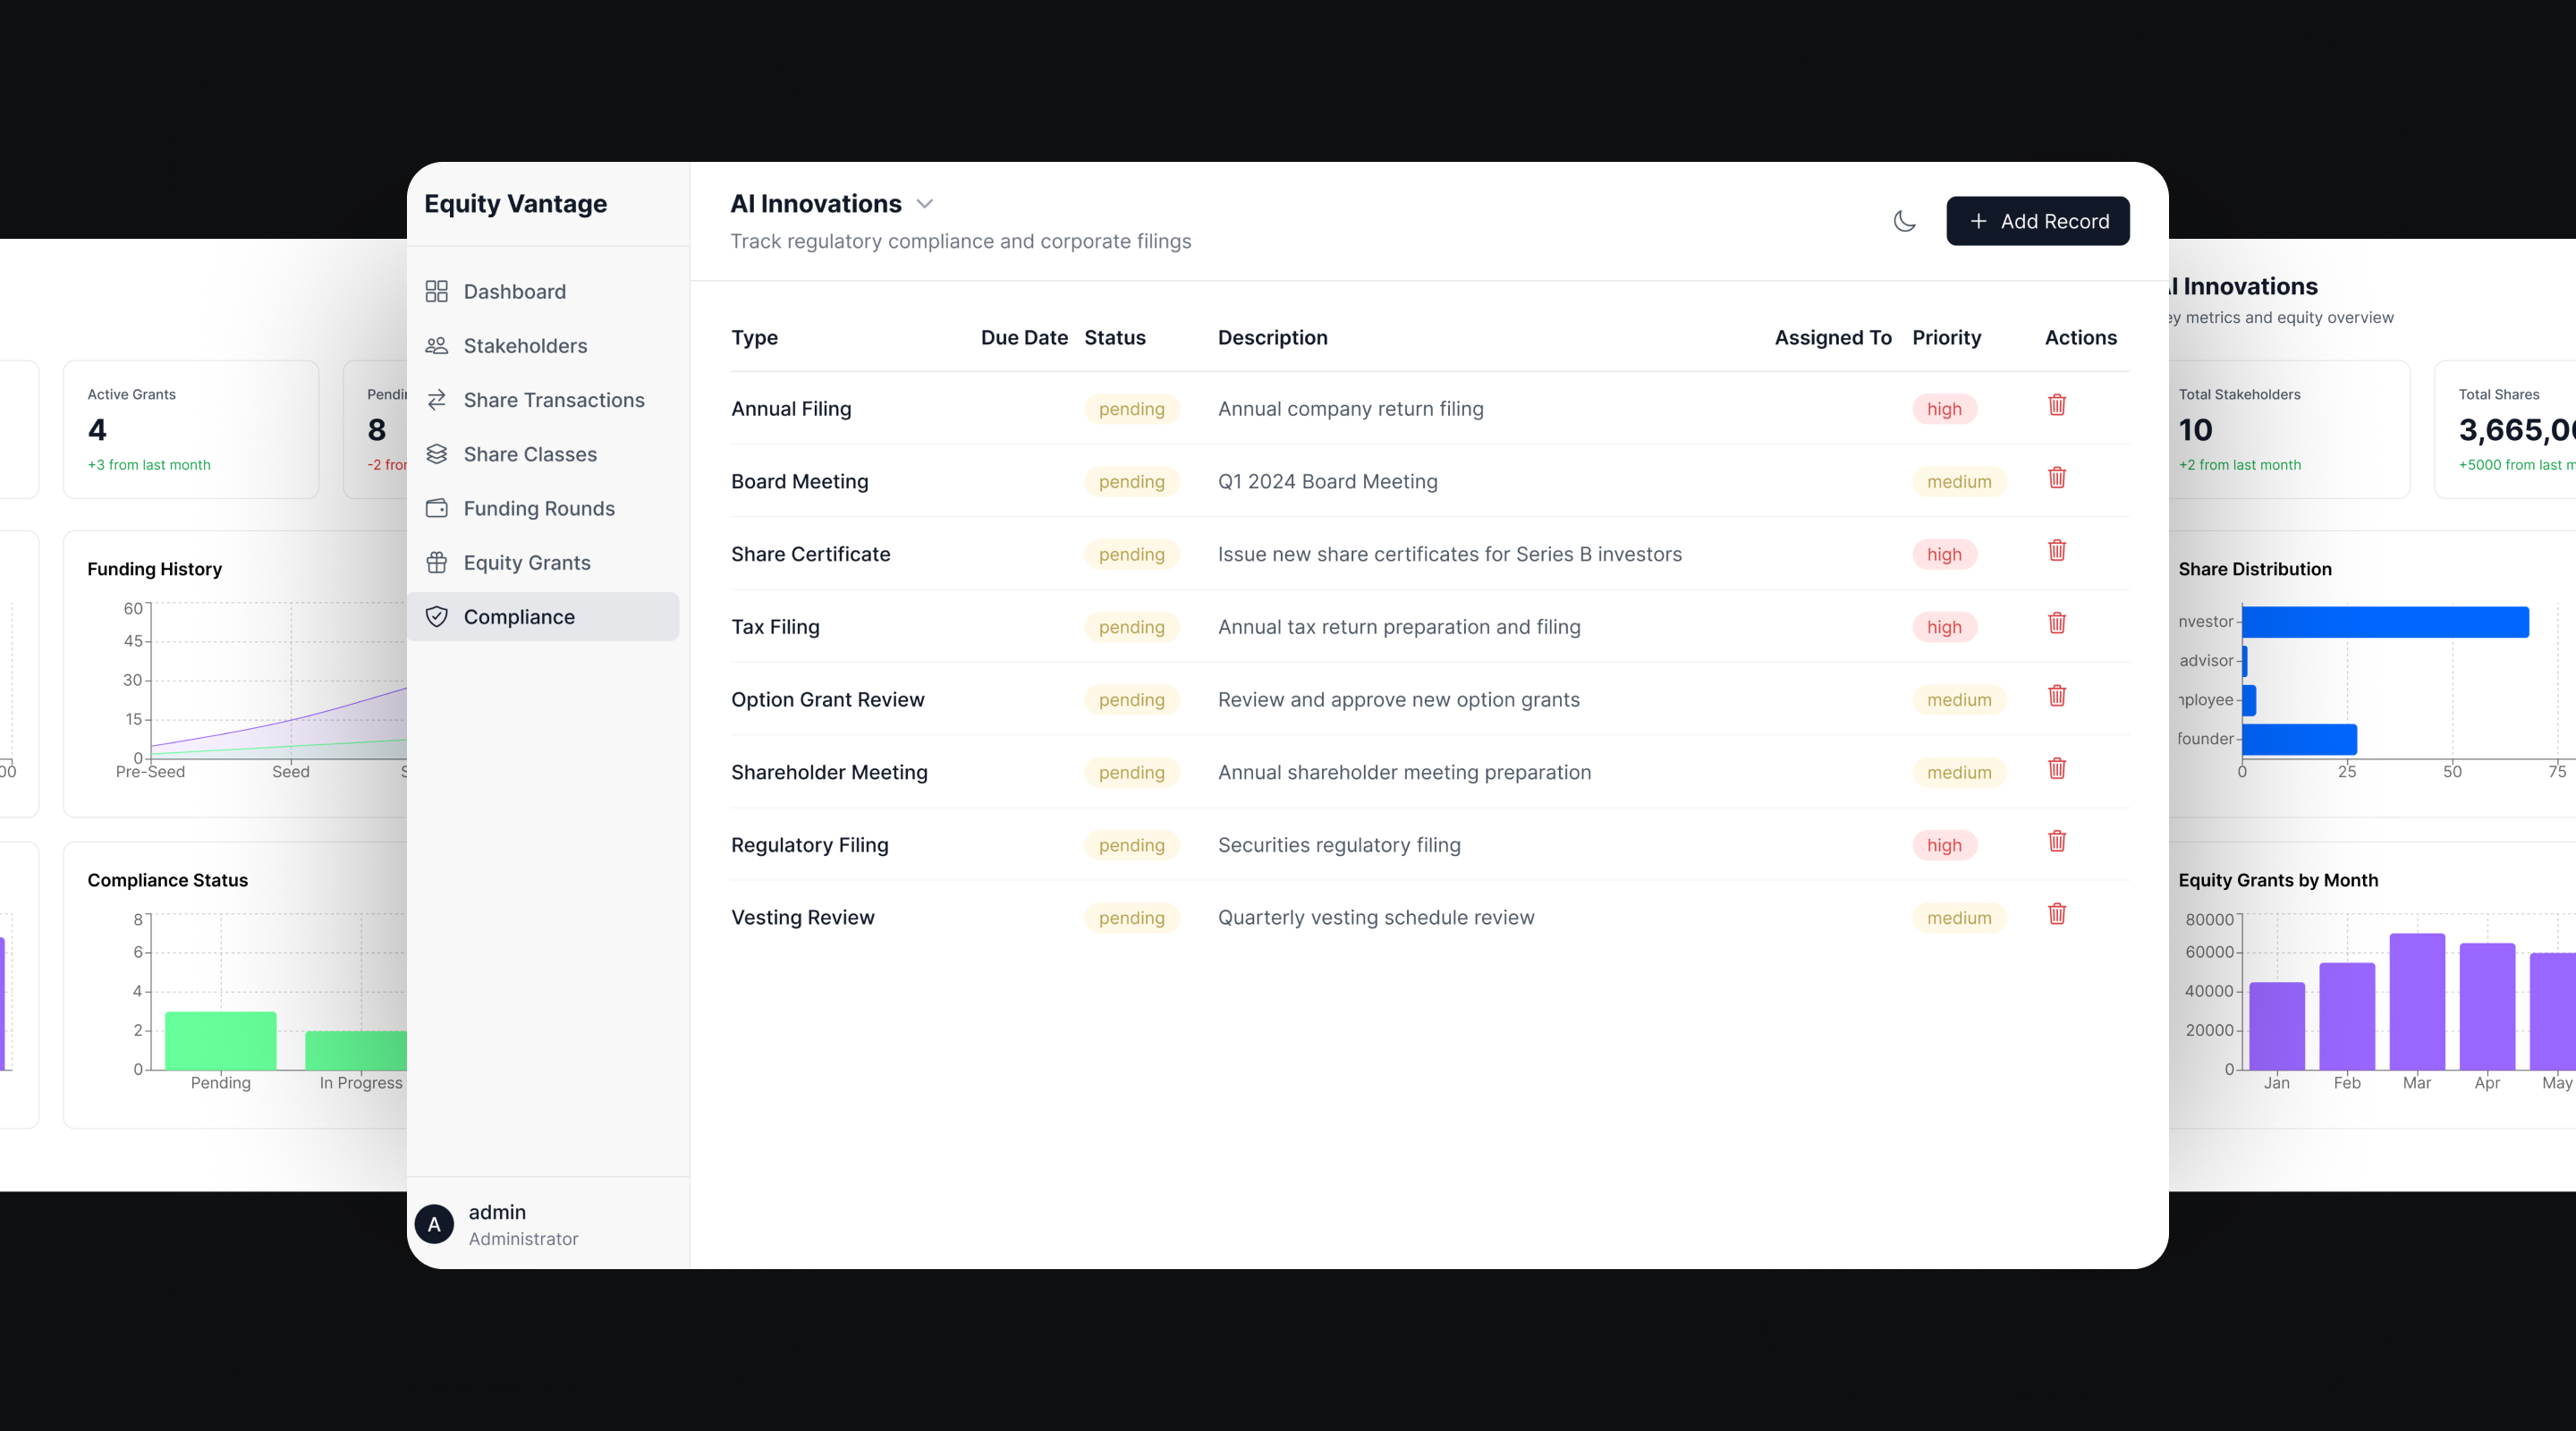 Equity Vantage
Dashboard
Stakeholders
Share Transactions
Share Classes
Funding Rounds
Equity Grants
Compliance
A
admin
Administrator
AI Innovations
Track regulatory compliance and corporate filings
+ Add Record
Type Due Date Status Description Assigned To Priority Actions
Annual Filing pending Annual company return filing high
Board Meeting pending Q1 2024 Board Meeting medium
Share Certificate pending Issue new share certificates for Series B investors high
Tax Filing pending Annual tax return preparation and filing high
Option Grant Review pending Review and approve new option grants medium
Shareholder Meeting pending Annual shareholder meeting preparation medium
Regulatory Filing pending Securities regulatory filing high
Vesting Review pending Quarterly vesting schedule review medium
Active Grants
4
+3 from last month
8
-2
Funding History
60
45
30
15
0
Pre-Seed Seed
Compliance Status
8
6
4
2
0
Pending In Progress
Innovations
metrics and equity overview
Total Stakeholders
10
+2 from last month
Total Shares
+5000 from last
Share Distribution
advisor
founder
0 25 50 75
Equity Grants by Month
80000
60000
40000
20000
0
Jan Feb Mar Apr May